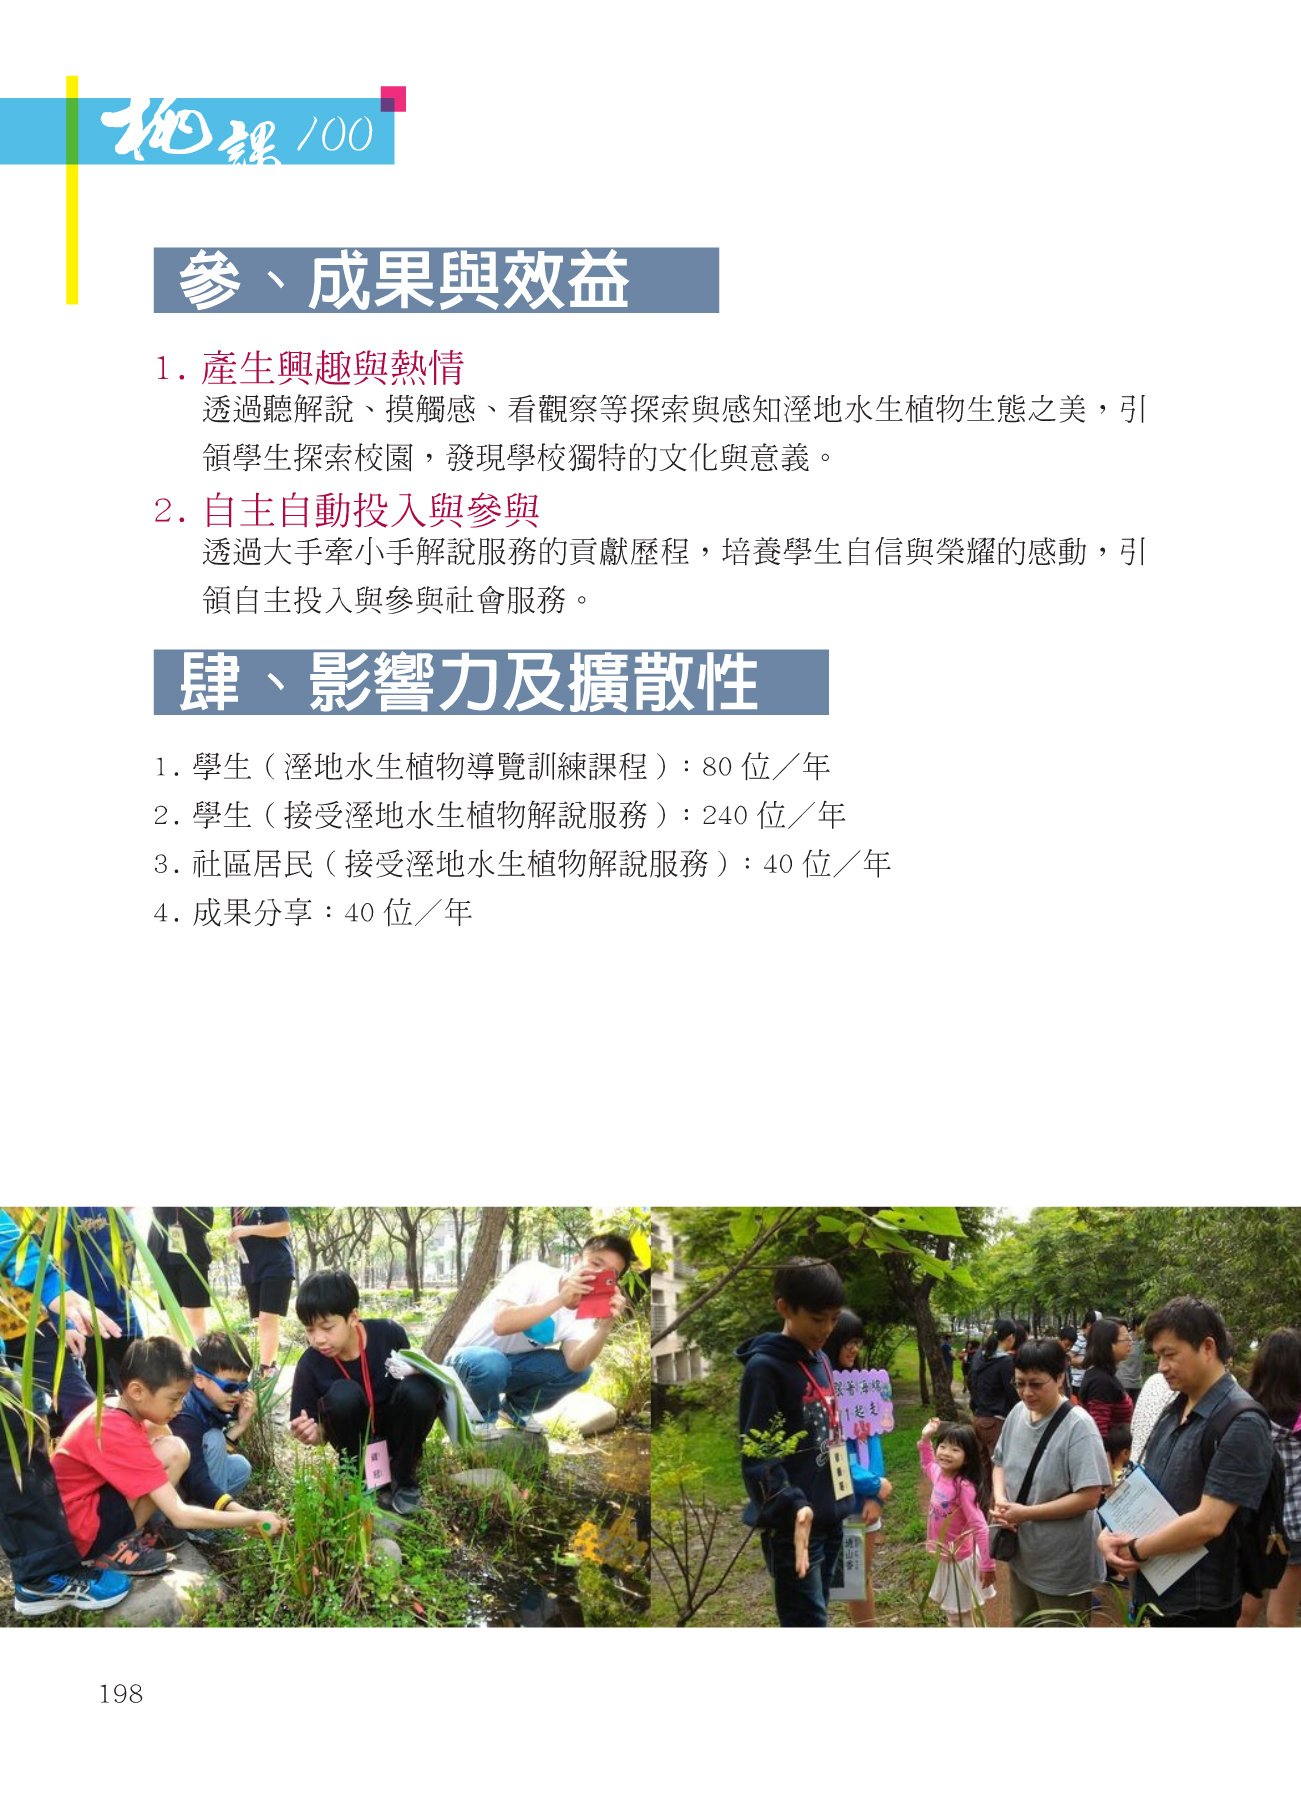 桃課100
參、成果與效益
1. 產生興趣與熱情
透過聽解說、摸觸感、看觀察等探索與感知溼地水生植物生態之美，引
領學生探索校園，發現學校獨特的文化與意義。
2. 自主自動投入與參與
透過大手牽小手解說服務的貢獻歷程，培養學生自信與榮耀的感動，引
領自主投入與參與社會服務。
肆、影響力及擴散性
1. 學生（溼地水生植物導覽訓練課程）：80 位／年
2. 學生（接受溼地水生植物解說服務）：240 位／年
3. 社區居民（接受溼地水生植物解說服務）：40 位／年
4. 成果分享：40 位／年
起走
過山香
198